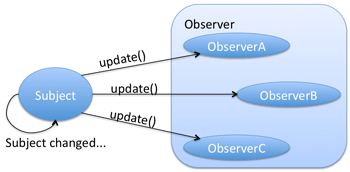 Observer
ObserverA
update()
Subject
update()
ObserverB
update()
Subject changed...
ObserverC